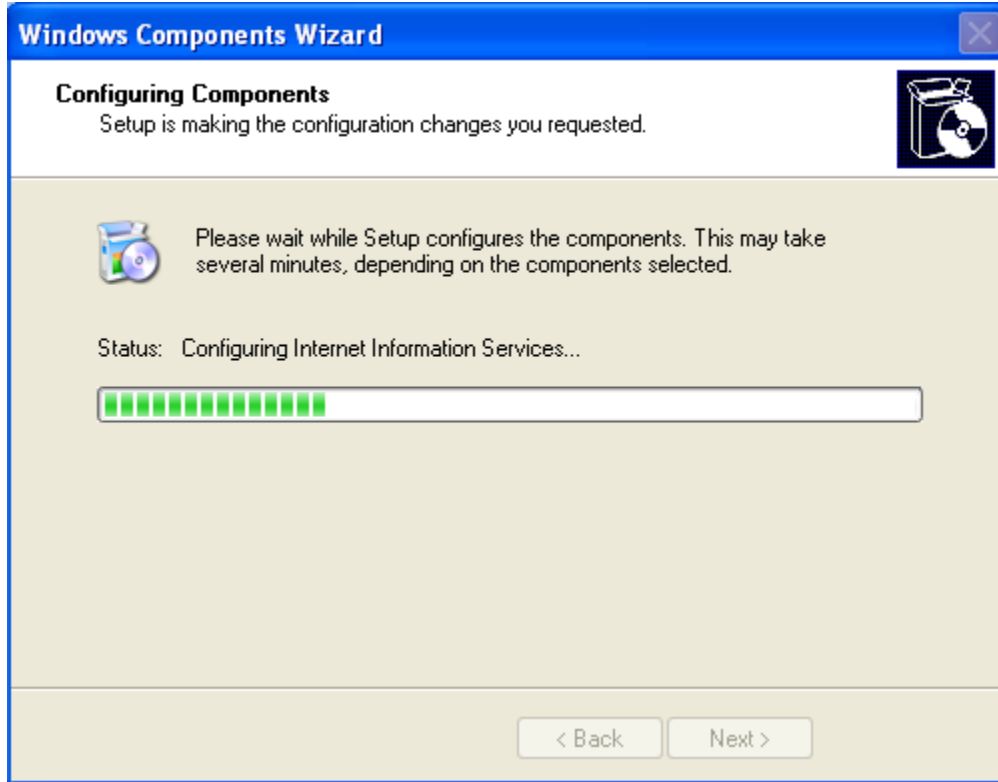 Windows Components Wizard
Configuring Components
Setup is making the configuration changes you requested.
Please wait while Setup configures the components. This may take
several minutes, depending on the components selected.
Status: Configuring Internet Information Services...
< Back Next >